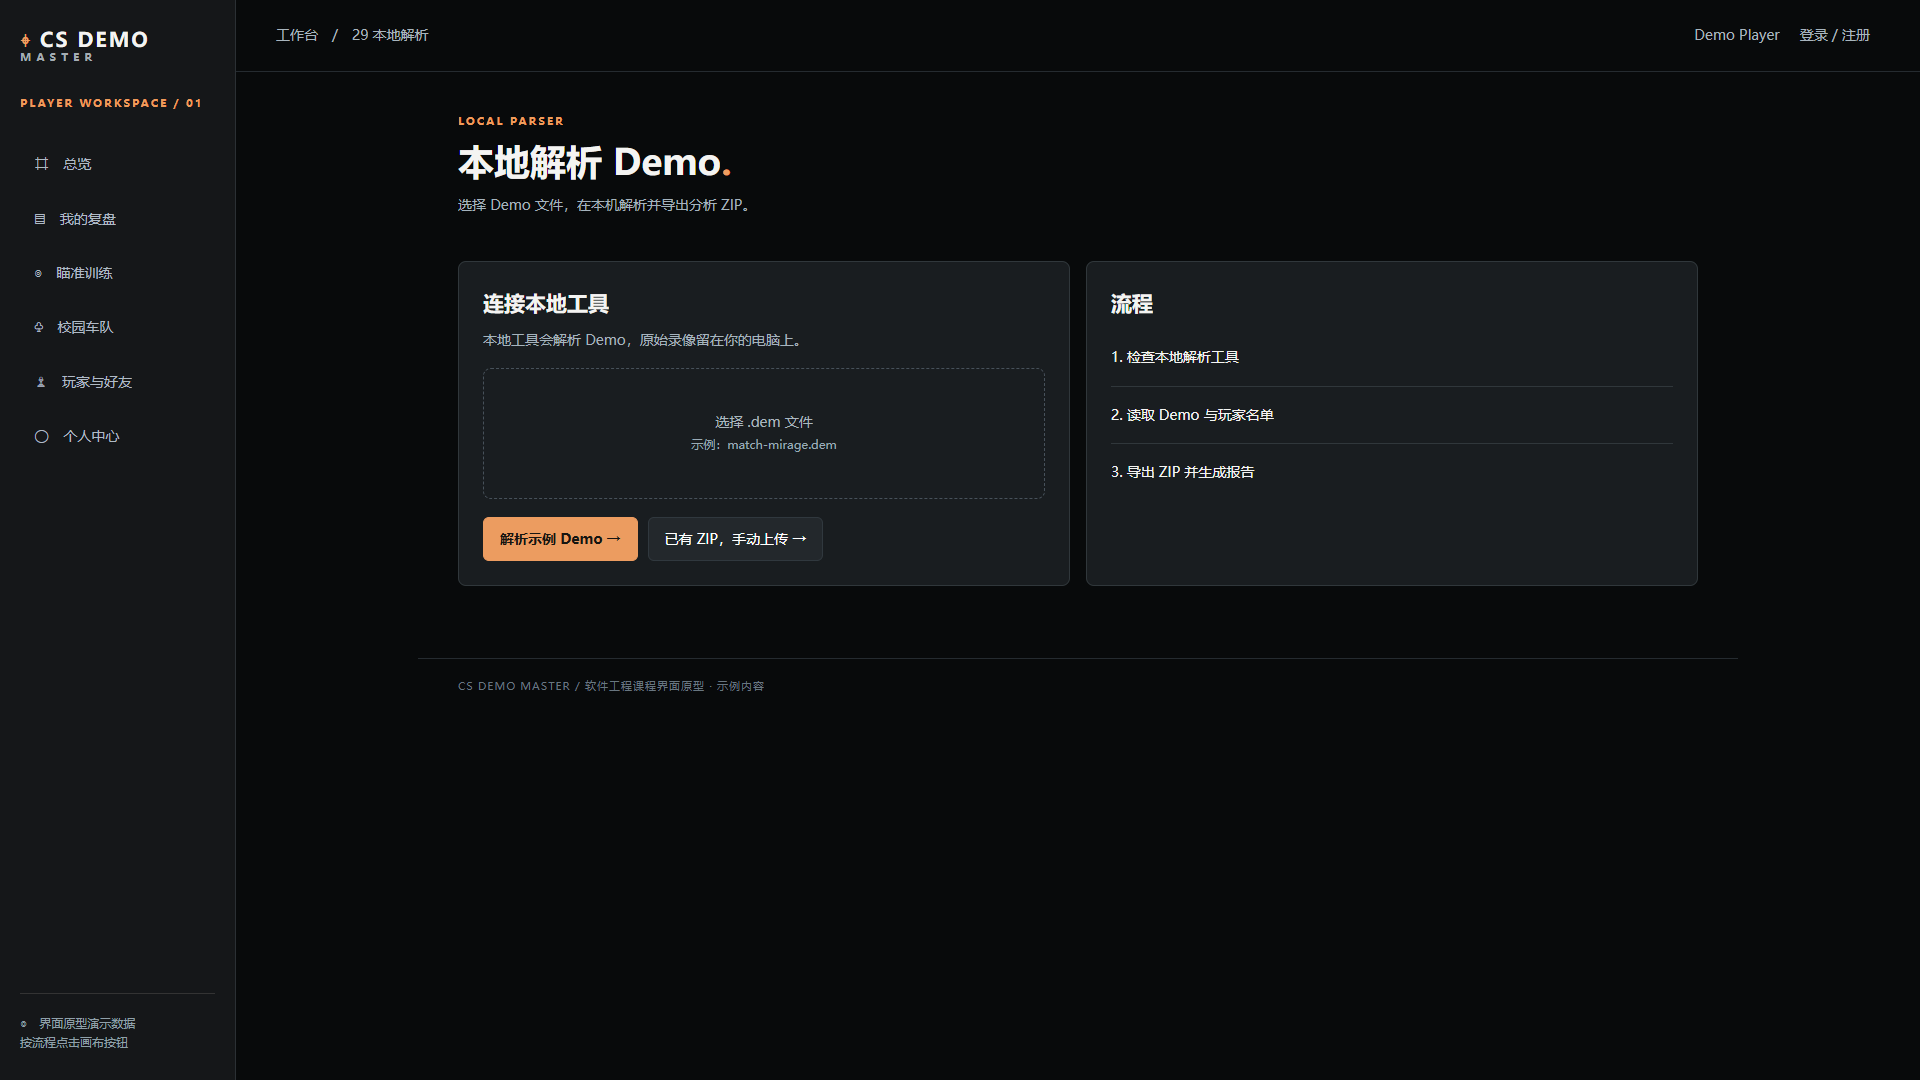 CS DEMO
MASTER
PLAYER WORKSPACE / 01
总览
我的复盘
瞄准训练
校园车队
玩家与好友
个人中心
界面原型演示数据
按流程点击画布按钮
工作台 / 29 本地解析
Demo Player 登录 / 注册
LOCAL PARSER
本地解析 Demo.
选择 Demo 文件，在本机解析并导出分析 ZIP。
连接本地工具
本地工具会解析 Demo，原始录像留在你的电脑上。
选择 .dem 文件
示例：match-mirage.dem
解析示例 Demo →
已有 ZIP，手动上传 →
流程
1. 检查本地解析工具
2. 读取 Demo 与玩家名单
3. 导出 ZIP 并生成报告
CS DEMO MASTER / 软件工程课程界面原型 · 示例内容